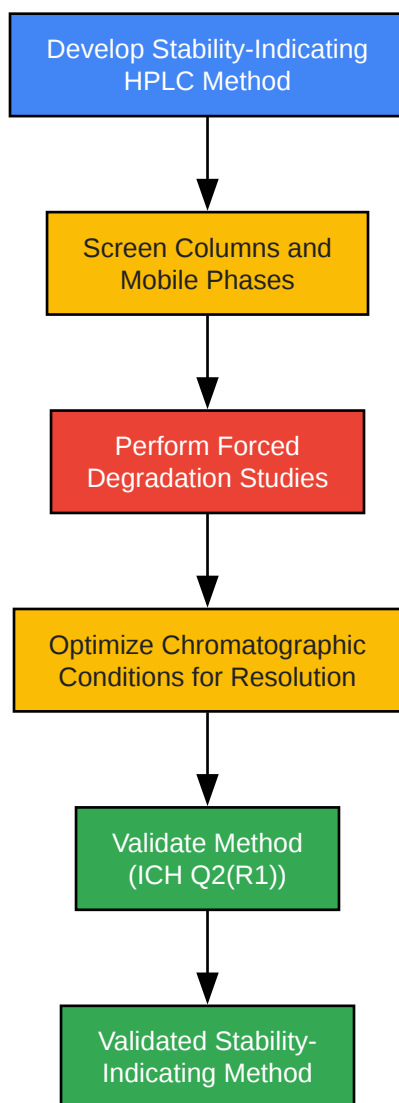 Develop Stability-Indicating
HPLC Method
Screen Columns and
Mobile Phases
Perform Forced
Degradation Studies
Optimize Chromatographic
Conditions for Resolution
Validate Method
(ICH Q2(R1))
Validated Stability-
Indicating Method